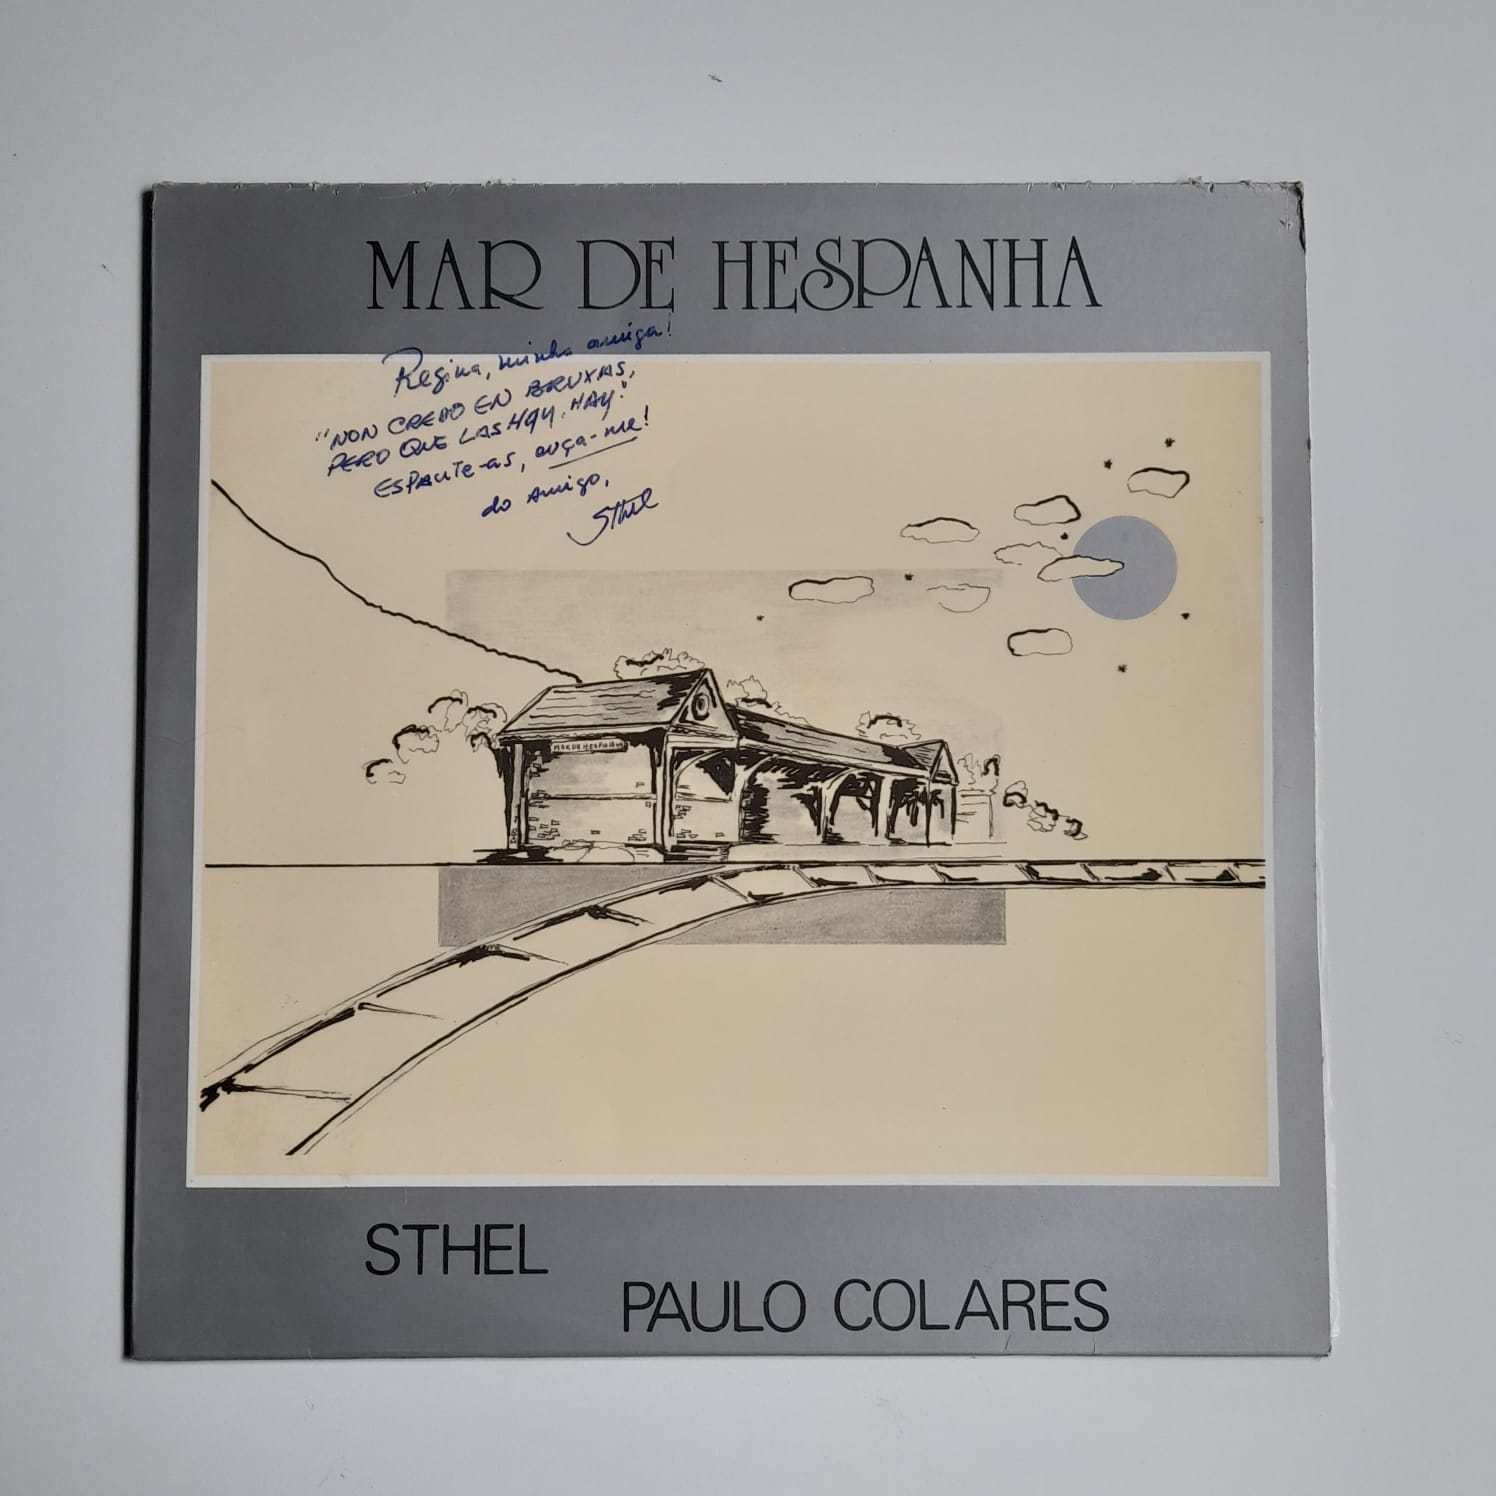 MAR DE HESPANHA
Regina, minha amiga!
"NON CREDO EN BRUXAS,
PERO QUE LAS HAY, HAY."
ESPANTE-as, ouça-me!
do Amigo,
Sthel
MAR DE HESPANHA
STHEL
PAULO COLARES